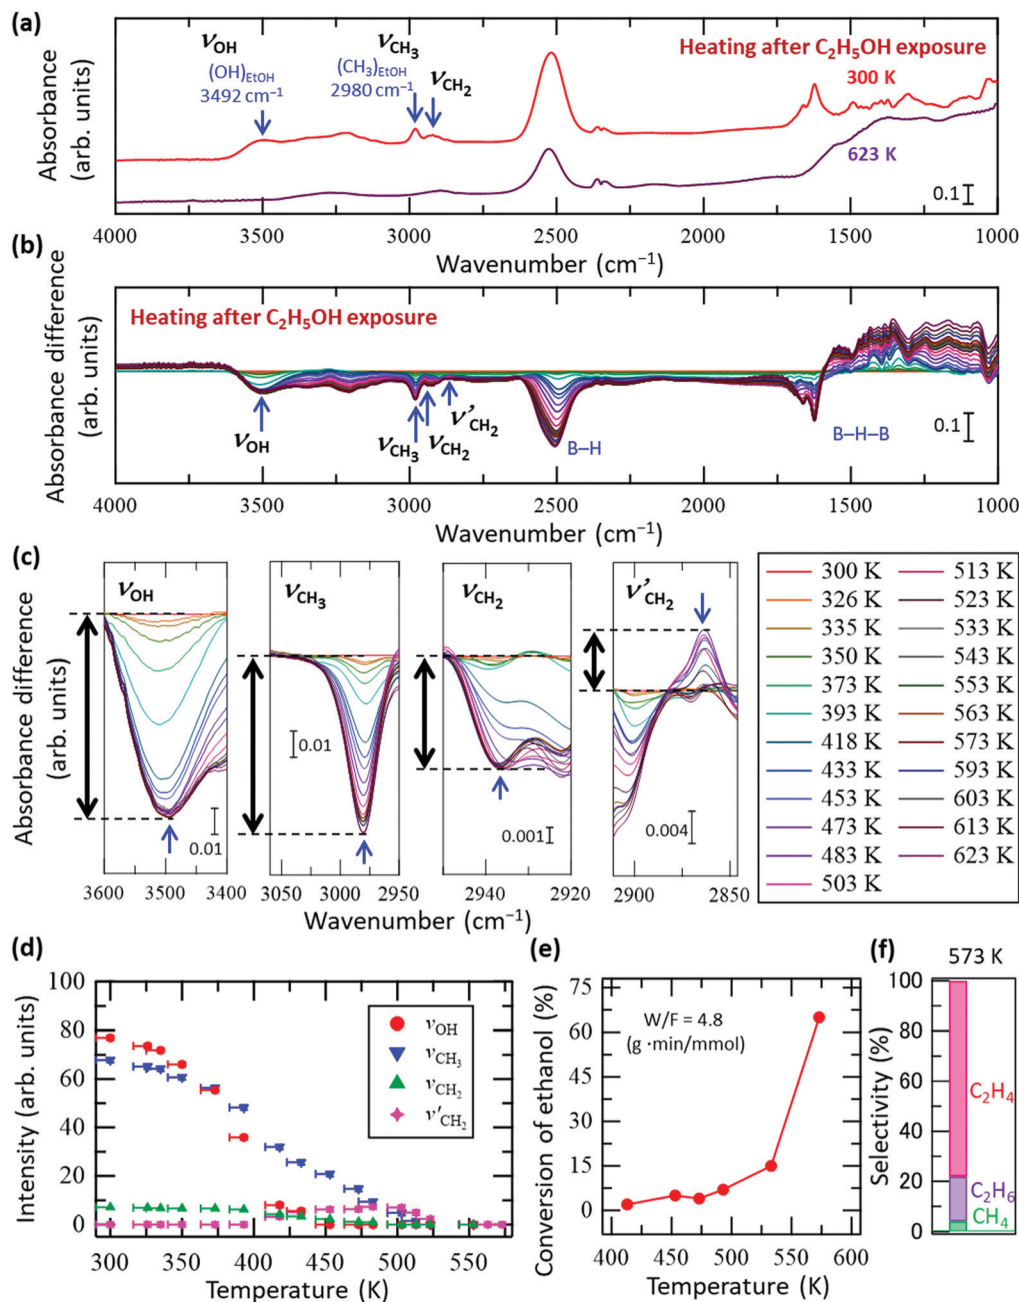 (a)
Absorbance
(arb. units)
νOH
(OH)EtOH
3492 cm⁻¹
νCH3
(CH3)EtOH
2980 cm⁻¹
νCH2
Heating after C2H5OH exposure
300 K
623 K
0.1
4000 3500 3000 2500 2000 1500 1000
Wavenumber (cm⁻¹)
(b)
Absorbance difference
(arb. units)
Heating after C2H5OH exposure
νOH
νCH3
νCH2
ν'CH2
B–H
B–H–B
0.1
4000 3500 3000 2500 2000 1500 1000
Wavenumber (cm⁻¹)
(c)
Absorbance difference
(arb. units)
νOH
0.01
3600 3500 3400
νCH3
0.01
3050 3000 2950
νCH2
0.001
2940 2920
ν'CH2
0.004
2900 2850
Wavenumber (cm⁻¹)
300 K 513 K
326 K 523 K
335 K 533 K
350 K 543 K
373 K 553 K
393 K 563 K
418 K 573 K
433 K 593 K
453 K 603 K
473 K 613 K
483 K 623 K
503 K
(d)
Intensity (arb. units)
100
80
60
40
20
0
νOH
νCH3
νCH2
ν'CH2
300 350 400 450 500 550
Temperature (K)
(e)
Conversion of ethanol (%)
75
60
45
30
15
0
W/F = 4.8
(g ·min/mmol)
400 450 500 550 600
Temperature (K)
(f)
573 K
Selectivity (%)
100
80
60
40
20
0
C2H4
C2H6
CH4